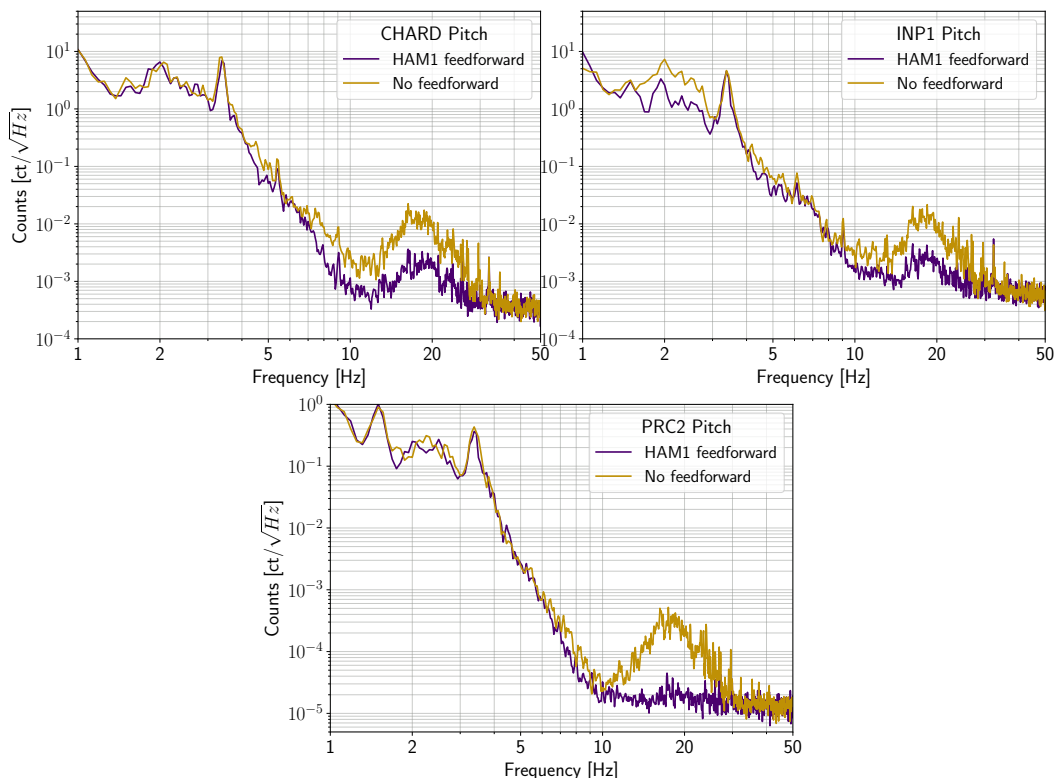 CHARD Pitch
HAM1 feedforward
No feedforward
Counts [ct/√Hz]
10^1
10^0
10^-1
10^-2
10^-3
10^-4
1 2 5 10 20 50
Frequency [Hz]
INP1 Pitch
HAM1 feedforward
No feedforward
10^1
10^0
10^-1
10^-2
10^-3
10^-4
1 2 5 10 20 50
Frequency [Hz]
PRC2 Pitch
HAM1 feedforward
No feedforward
Counts [ct/√Hz]
10^0
10^-1
10^-2
10^-3
10^-4
10^-5
1 2 5 10 20 50
Frequency [Hz]